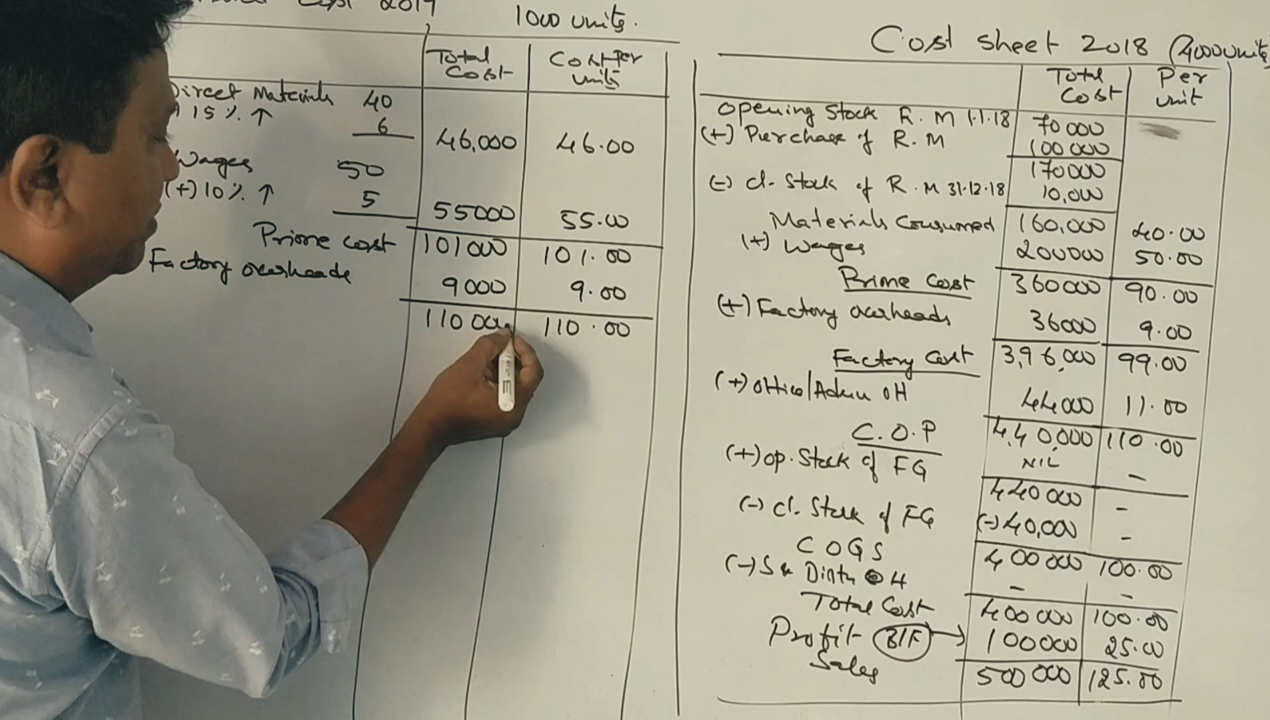 Cost 2019
1000 units.
Total Cost
Cost Per units
Direct Materials 40
15% ↑ 6 46,000 46.00
Wages 50
(+) 10% ↑ 5 55000 55.00
Prime cost 101000 101.00
Factory overheads 9000 9.00
110000 110.00
Cost sheet 2018 (4000 units
Total Cost
Per unit
Opening Stock R.M 1.1.18 70000
(+) Purchase of R.M 100000
170000
(-) Cl. Stock of R.M 31.12.18 10,000
Materials Consumed 160,000 40.00
(+) Wages 200000 50.00
Prime Cost 360000 90.00
(+) Factory overheads 36000 9.00
Factory Cost 3,96,000 99.00
(+) Office/Admn OH 44000 11.00
C.O.P 4,40,000 110.00
(+) Op. Stock of FG NIL -
440000 -
(-) Cl. Stock of FG (-) 40,000 -
COGS 400000 100.00
(-) S & Distn O H - -
Total Cost 400000 100.00
Profit B/F → 100000 25.00
Sales 500000 125.00